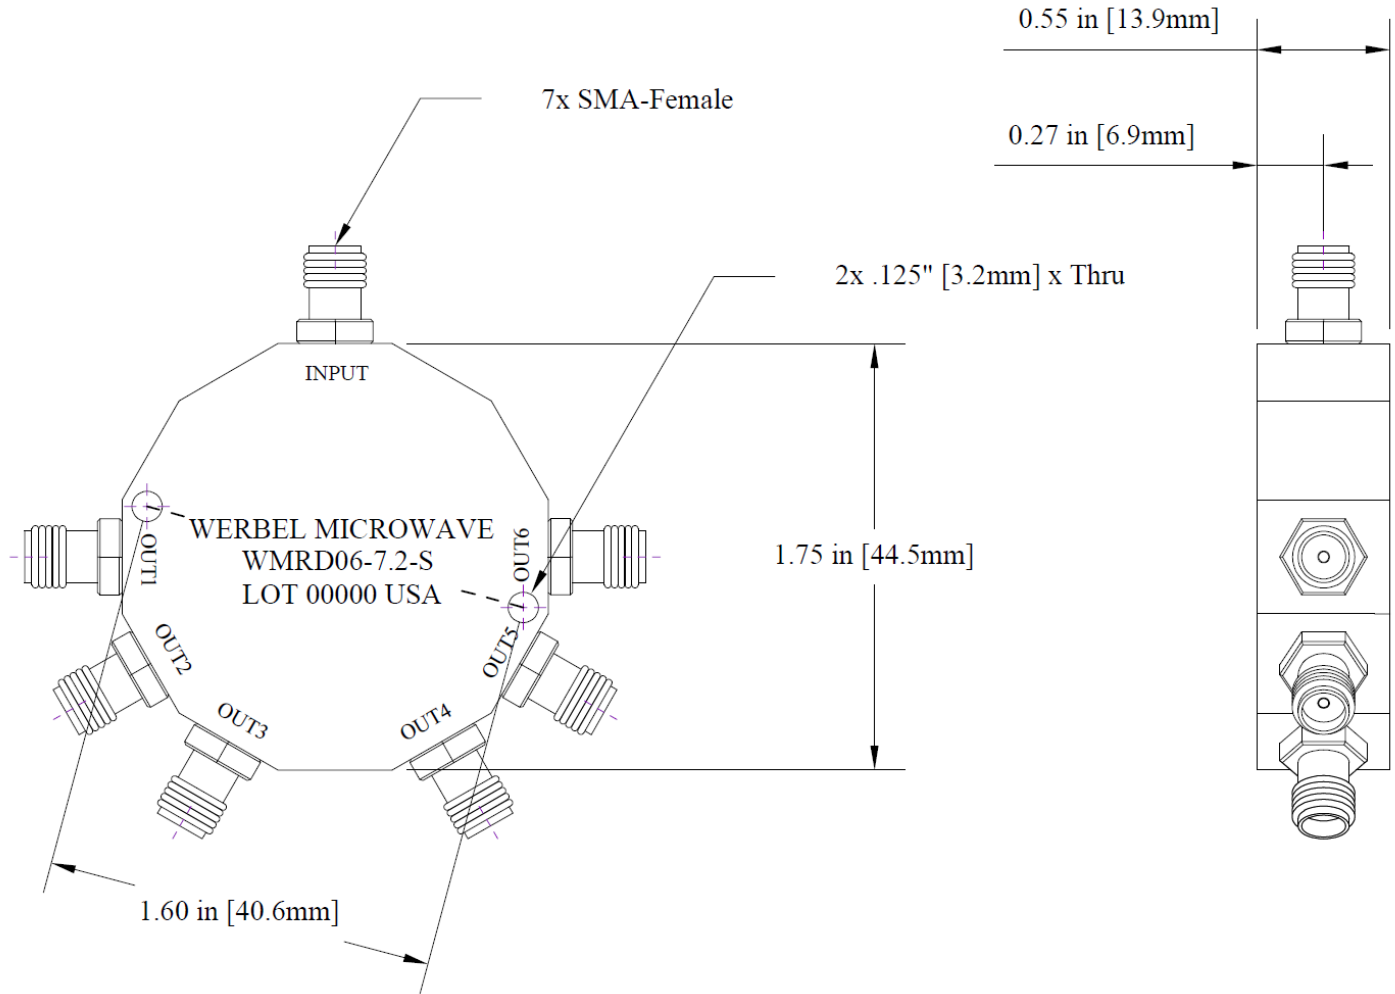 0.55 in [13.9mm]
7x SMA-Female
0.27 in [6.9mm]
2x .125" [3.2mm] x Thru
INPUT
WERBEL MICROWAVE
WMRD06-7.2-S
LOT 00000 USA
OUT1
OUT6
1.75 in [44.5mm]
OUT2
OUT5
OUT3
OUT4
1.60 in [40.6mm]